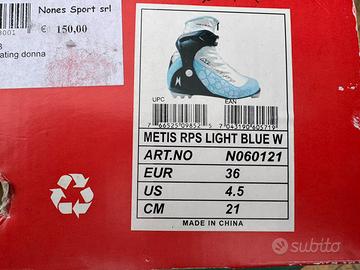 Nones Sport srl
€ 150,00
ating donna
UPC
EAN
METIS RPS LIGHT BLUE W
ART.NO N060121
EUR 36
US 4.5
CM 21
MADE IN CHINA
subito